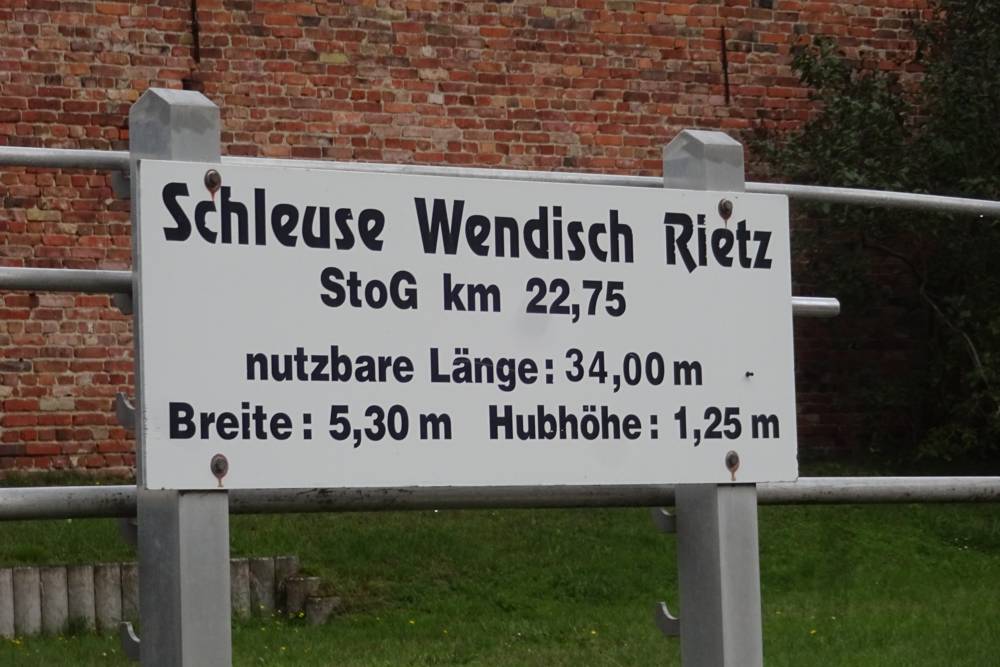 Schleuse Wendisch Rietz
StoG km 22,75
nutzbare Länge: 34,00 m
Breite: 5,30 m Hubhöhe: 1,25 m